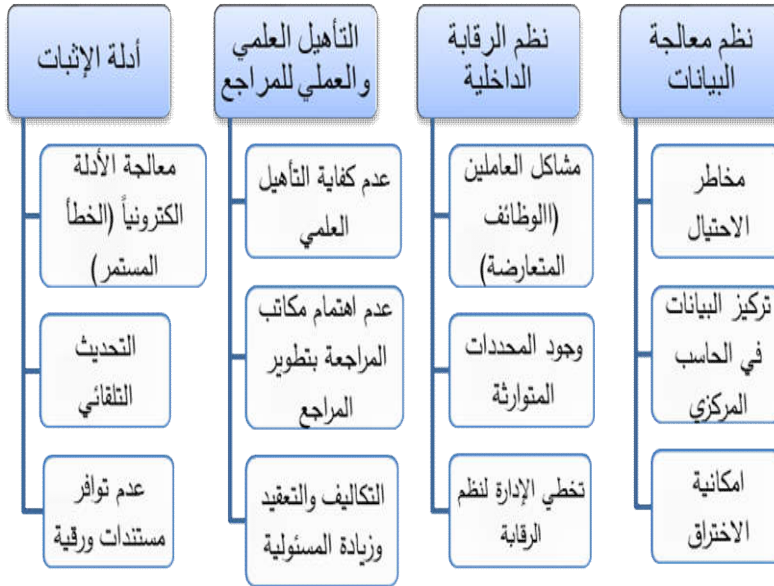 نظم معالجة
البيانات
مخاطر
الاحتيال
تركيز البيانات
في الحاسب
المركزي
امكانية
الاختراق
نظم الرقابة
الداخلية
مشاكل العاملين
(االوظائف
المتعارضة)
وجود المحددات
المتوارثة
تخطي الإدارة لنظم
الرقابة
التأهيل العلمي
والعملي للمراجع
عدم كفاية التأهيل
العلمي
عدم اهتمام مكاتب
المراجعة بتطوير
المراجع
التكاليف والتعقيد
وزيادة المسئولية
أدلة الإثبات
معالجة الأدلة
الكترونياً (الخطأ
المستمر)
التحديث
التلقائي
عدم توافر
مستندات ورقية